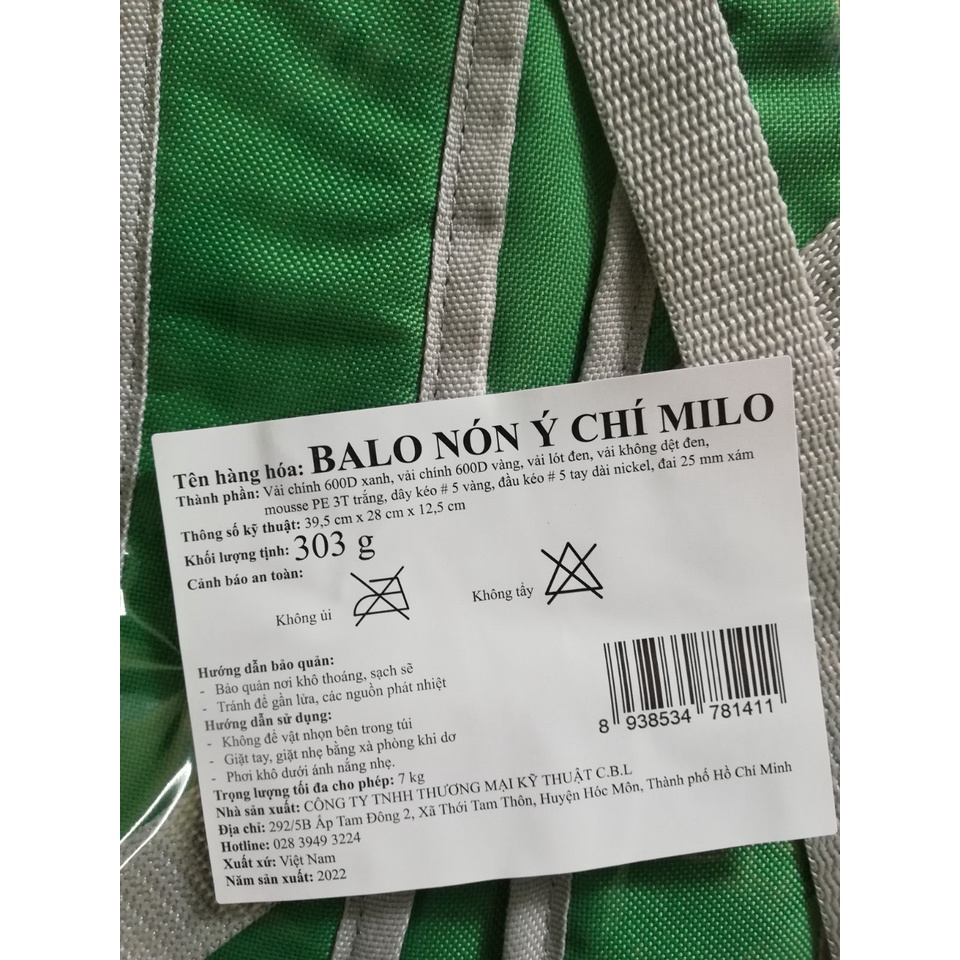 Tên hàng hóa: BALO NÓN Ý CHÍ MILO
Thành phần: Vải chính 600D xanh, vải chính 600D vàng, vải lót đen, vải không dệt đen,
mousse PE 3T trắng, dây kéo # 5 vàng, đầu kéo # 5 tay dài nickel, đai 25 mm xám
Thông số kỹ thuật: 39,5 cm x 28 cm x 12,5 cm
Khối lượng tịnh: 303 g
Cảnh báo an toàn:
Không ủi
Không tẩy
Hướng dẫn bảo quản:
- Bảo quản nơi khô thoáng, sạch sẽ
- Tránh để gần lửa, các nguồn phát nhiệt
Hướng dẫn sử dụng:
- Không để vật nhọn bên trong túi
- Giặt tay, giặt nhẹ bằng xà phòng khi dơ
- Phơi khô dưới ánh nắng nhẹ.
Trọng lượng tối đa cho phép: 7 kg
Nhà sản xuất: CÔNG TY TNHH THƯƠNG MẠI KỸ THUẬT C.B.L
Địa chỉ: 292/5B Ấp Tam Đông 2, Xã Thới Tam Thôn, Huyện Hóc Môn, Thành phố Hồ Chí Minh
Hotline: 028 3949 3224
Xuất xứ: Việt Nam
Năm sản xuất: 2022
8 938534 781411